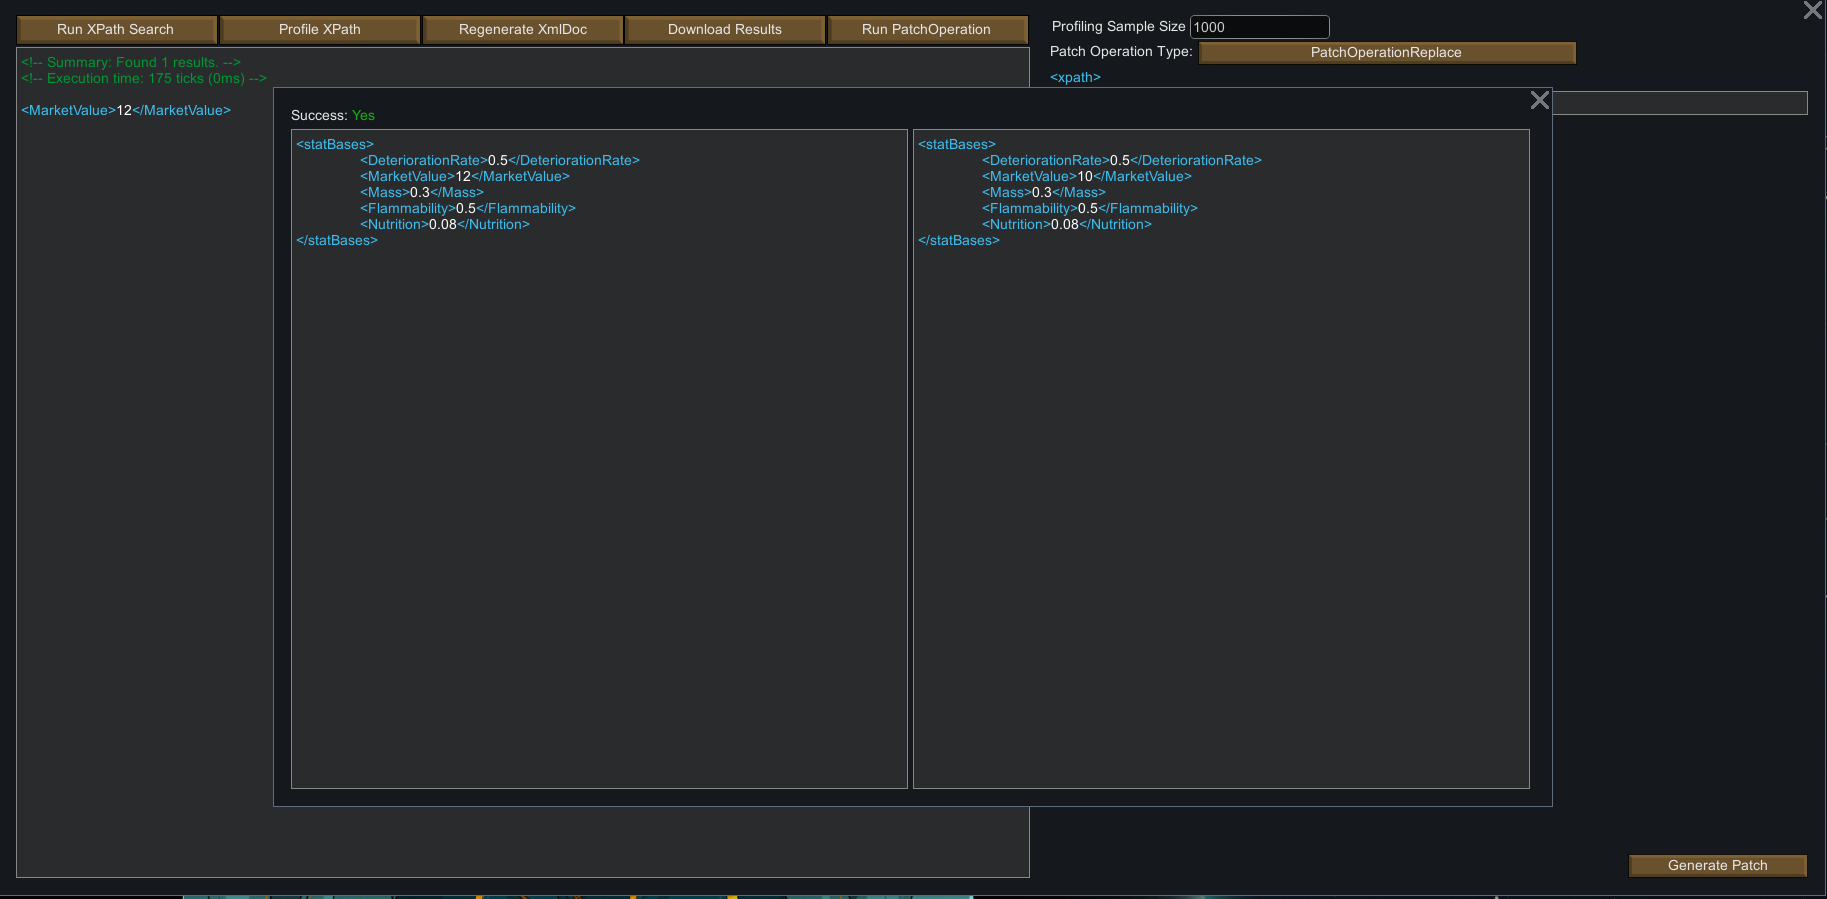 Run XPath Search
Profile XPath
Regenerate XmlDoc
Download Results
Run PatchOperation
Profiling Sample Size 1000
Patch Operation Type: PatchOperationReplace
<xpath>
<!-- Summary: Found 1 results. -->
<!-- Execution time: 175 ticks (0ms) -->
<MarketValue>12</MarketValue>
Success: Yes
<statBases>
<DeteriorationRate>0.5</DeteriorationRate>
<MarketValue>12</MarketValue>
<Mass>0.3</Mass>
<Flammability>0.5</Flammability>
<Nutrition>0.08</Nutrition>
</statBases>
<statBases>
<DeteriorationRate>0.5</DeteriorationRate>
<MarketValue>10</MarketValue>
<Mass>0.3</Mass>
<Flammability>0.5</Flammability>
<Nutrition>0.08</Nutrition>
</statBases>
Generate Patch